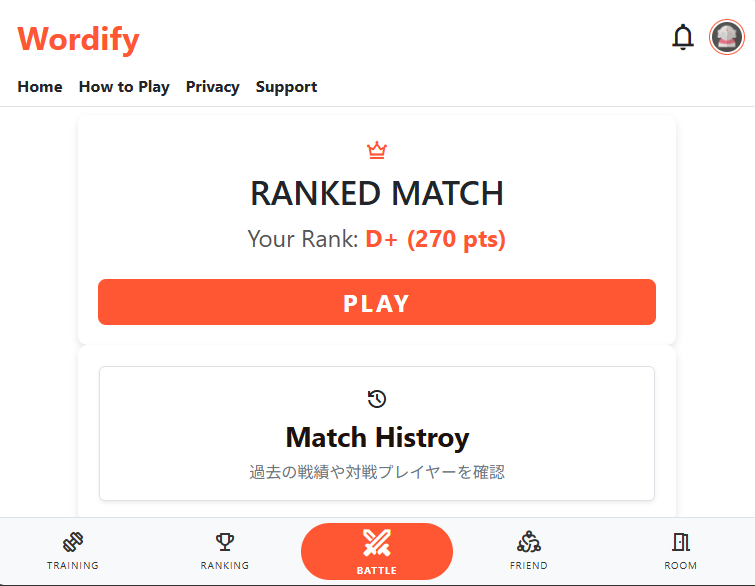 Wordify
Home How to Play Privacy Support
RANKED MATCH
Your Rank: D+ (270 pts)
PLAY
Match Histroy
過去の戦績や対戦プレイヤーを確認
TRAINING RANKING BATTLE FRIEND ROOM